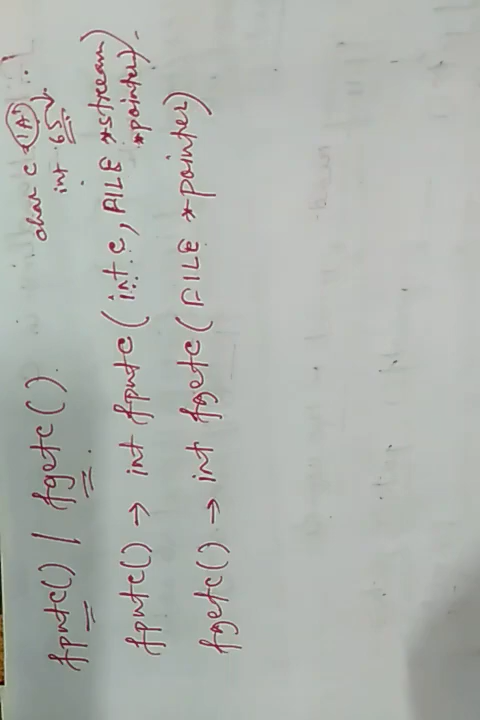 char c = 'A'
int 65
fputc() / fgetc().
fputc() → int fputc( int c, FILE *stream)
*pointer).
fgetc() → int fgetc( FILE *pointer)